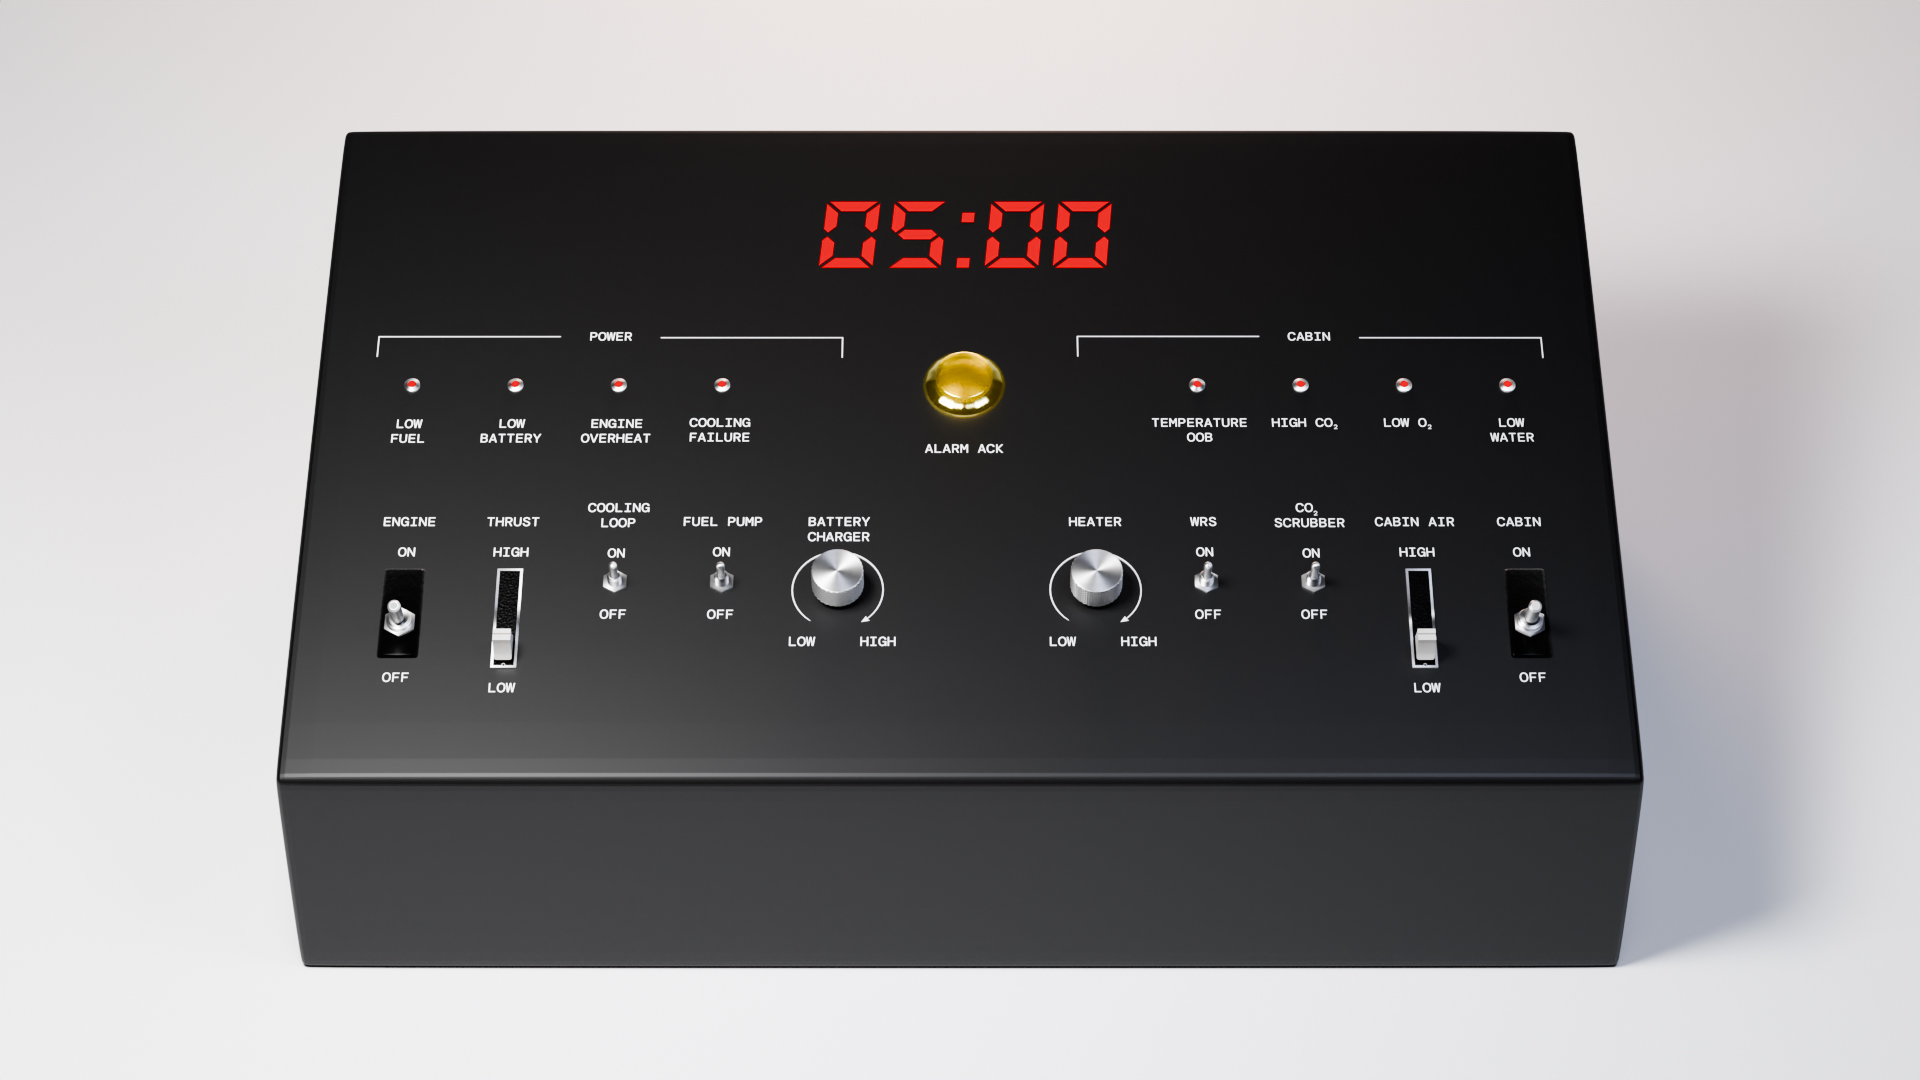 05:00
POWER
CABIN
LOW
FUEL
LOW
BATTERY
ENGINE
OVERHEAT
COOLING
FAILURE
ALARM ACK
TEMPERATURE
OOB
HIGH CO₂
LOW O₂
LOW
WATER
ENGINE
ON
OFF
THRUST
HIGH
LOW
COOLING
LOOP
ON
OFF
FUEL PUMP
ON
OFF
BATTERY
CHARGER
LOW
HIGH
HEATER
LOW
HIGH
WRS
ON
OFF
CO₂
SCRUBBER
ON
OFF
CABIN AIR
HIGH
LOW
CABIN
ON
OFF